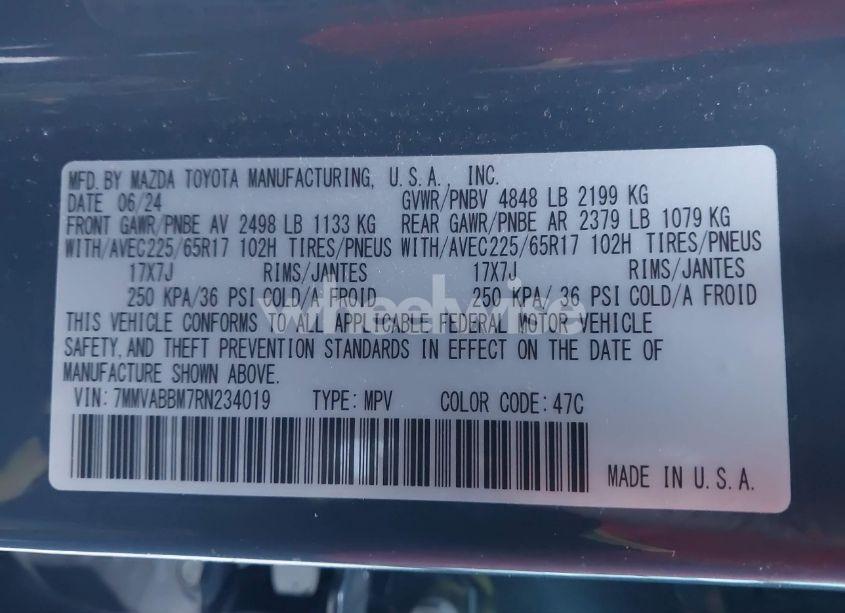 MFD. BY MAZDA TOYOTA MANUFACTURING, U.S.A., INC.
DATE 06/24 GVWR/PNBV 4848 LB 2199 KG
FRONT GAWR/PNBE AV 2498 LB 1133 KG REAR GAWR/PNBE AR 2379 LB 1079 KG
WITH/AVEC225/65R17 102H TIRES/PNEUS WITH/AVEC225/65R17 102H TIRES/PNEUS
17X7J RIMS/JANTES 17X7J RIMS/JANTES
250 KPA/36 PSI COLD/A FROID 250 KPA/36 PSI COLD/A FROID
wheelwise
THIS VEHICLE CONFORMS TO ALL APPLICABLE FEDERAL MOTOR VEHICLE
SAFETY, AND THEFT PREVENTION STANDARDS IN EFFECT ON THE DATE OF
MANUFACTURE SHOWN ABOVE.
VIN: 7MMVABBM7RN234019 TYPE: MPV COLOR CODE: 47C
MADE IN U.S.A.